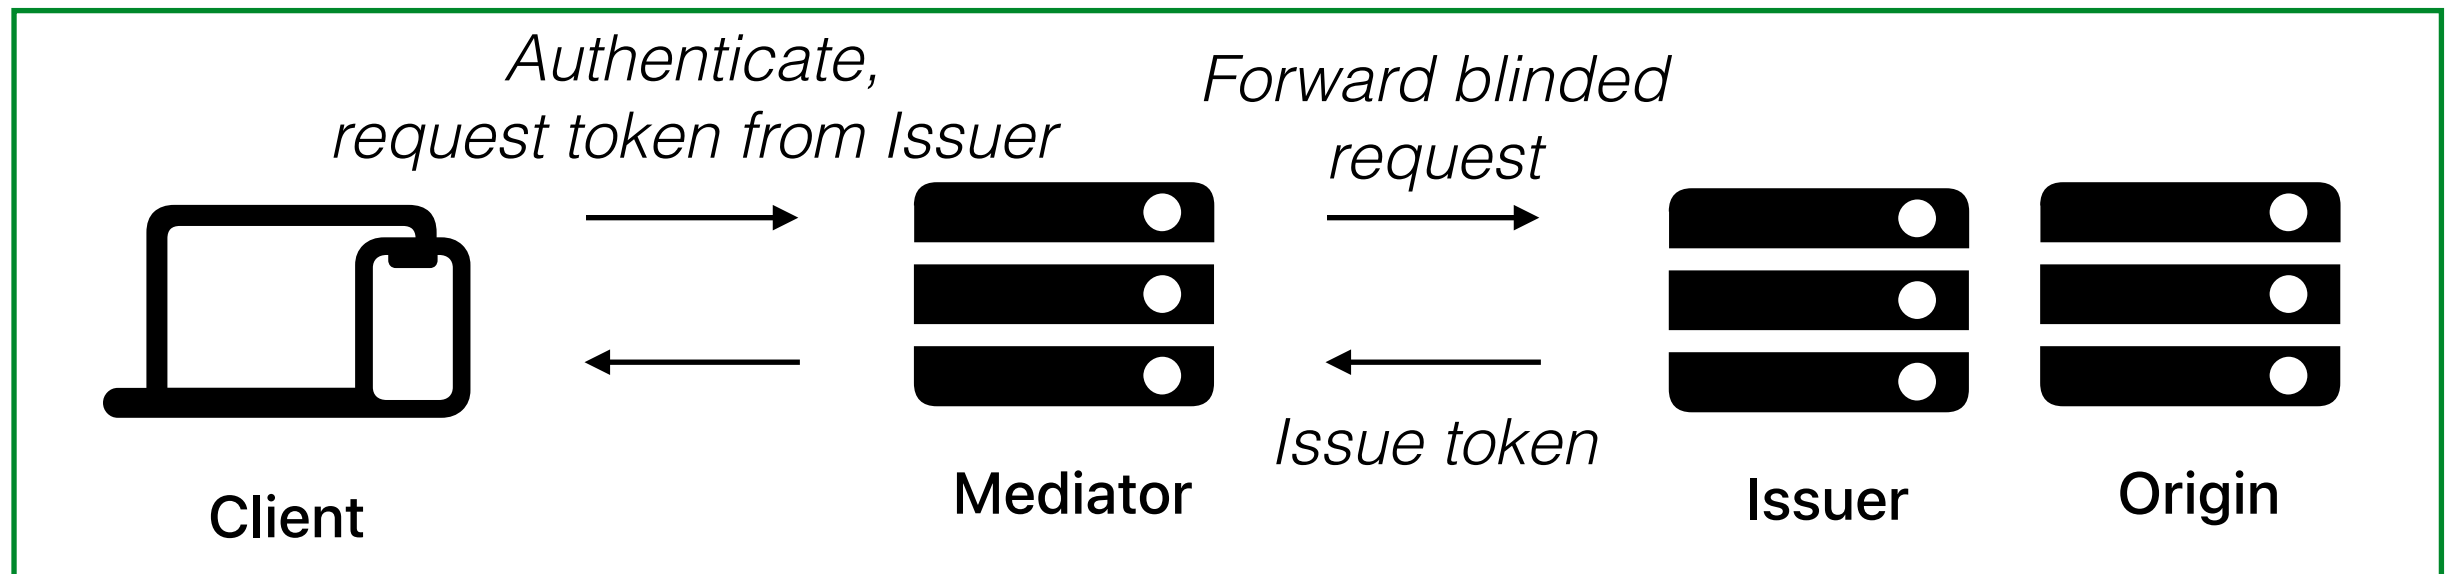 Authenticate,
request token from Issuer
Forward blinded
request
Issue token
Client
Mediator
Issuer
Origin